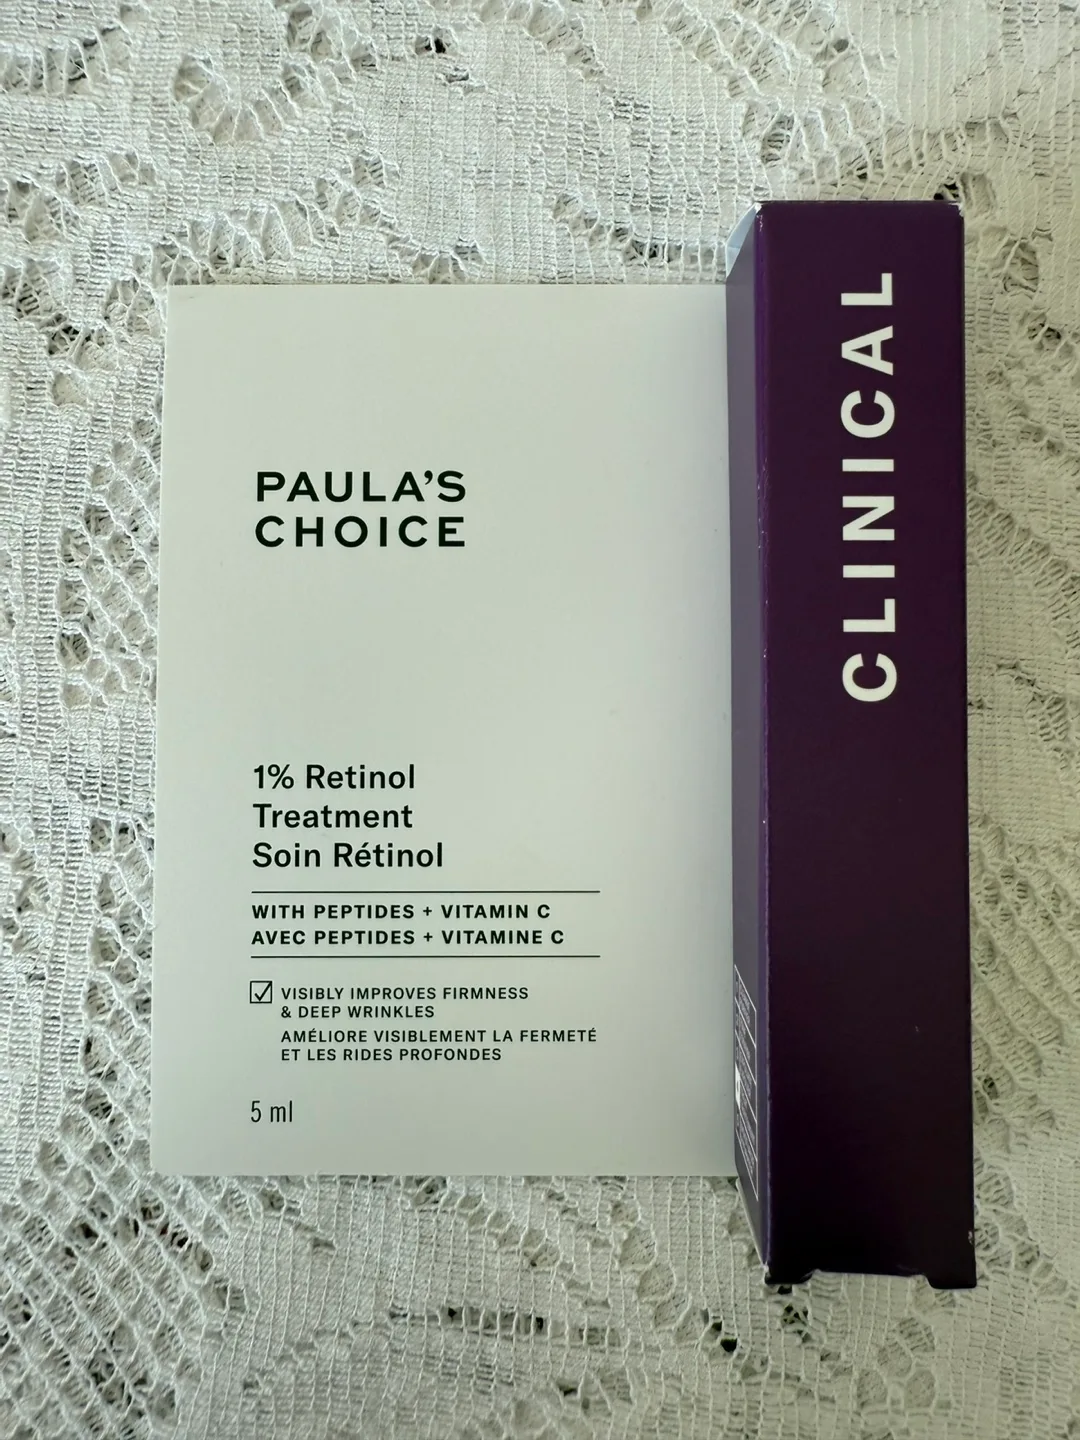 PAULA'S
CHOICE
1% Retinol
Treatment
Soin Rétinol
WITH PEPTIDES + VITAMIN C
AVEC PEPTIDES + VITAMINE C
VISIBLY IMPROVES FIRMNESS
& DEEP WRINKLES
AMÉLIORE VISIBLEMENT LA FERMETÉ
ET LES RIDES PROFONDES
5 ml
CLINICAL